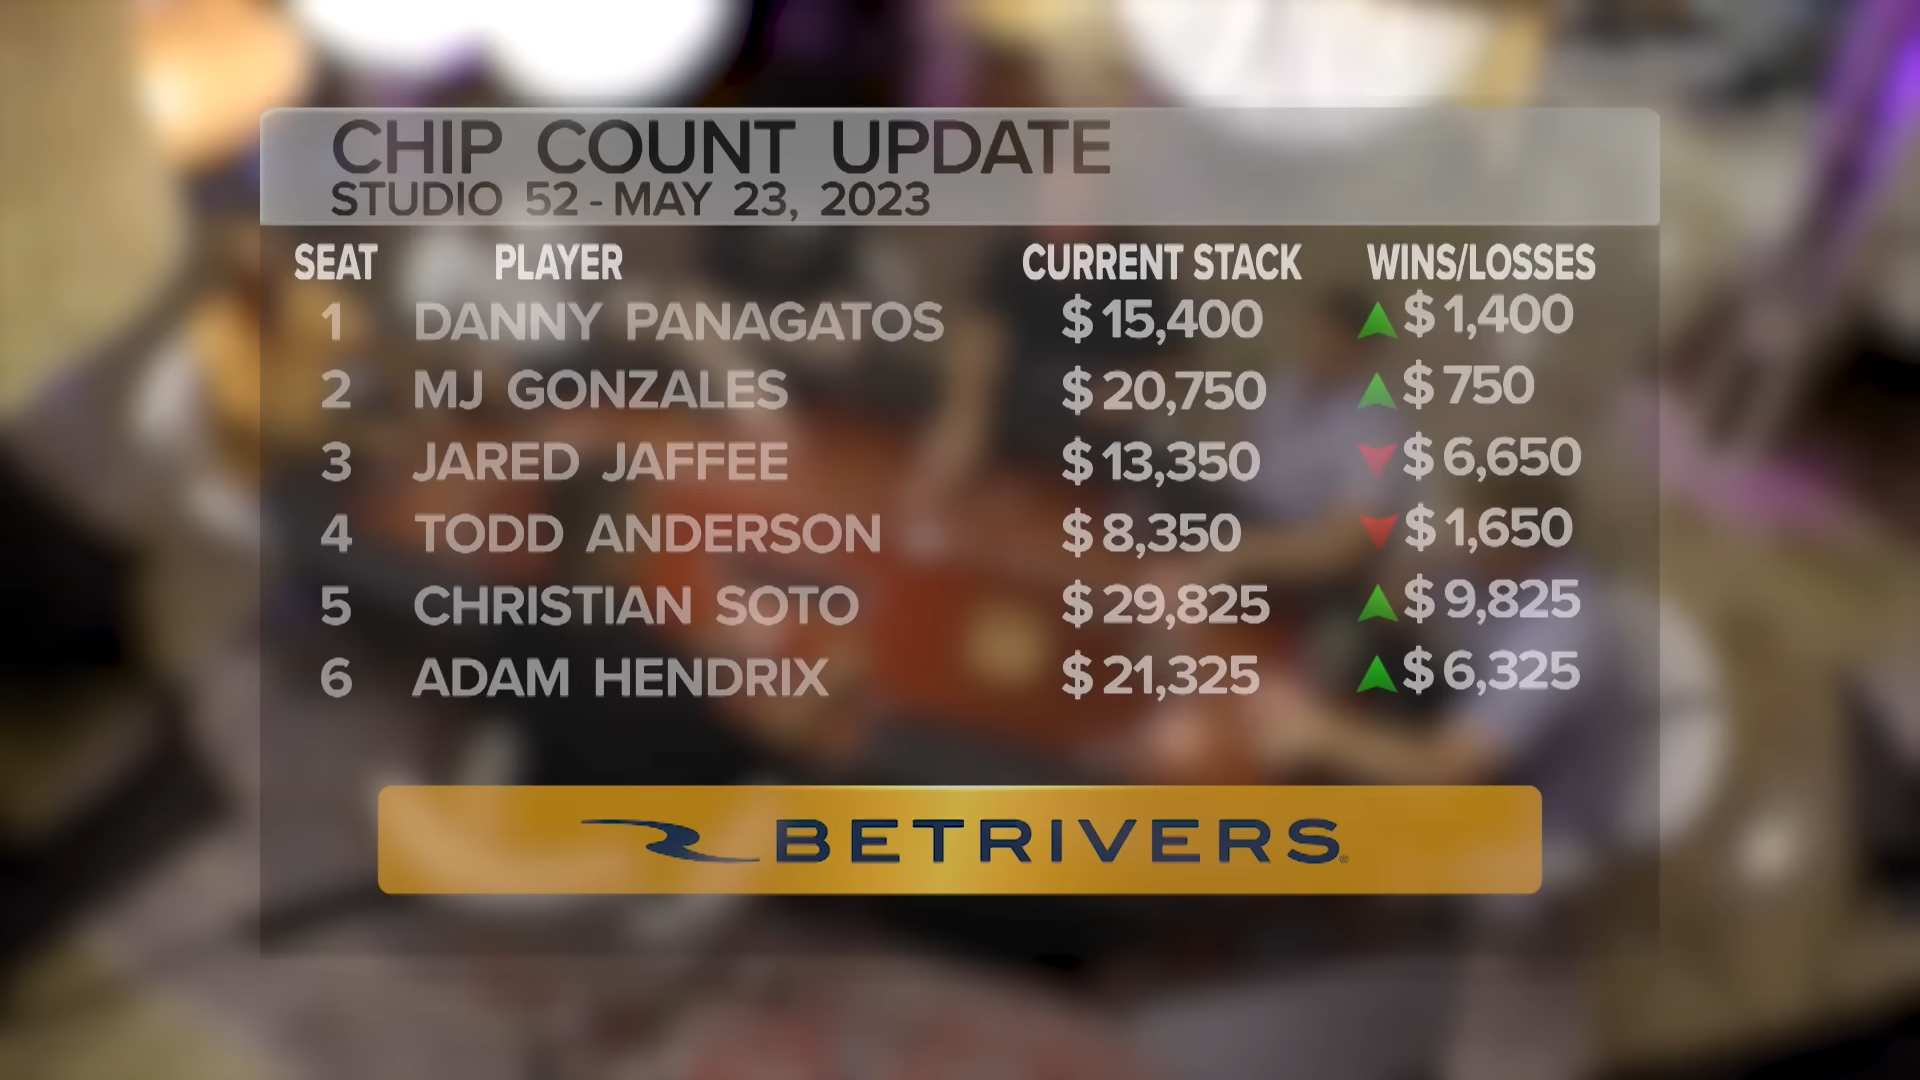 CHIP COUNT UPDATE
STUDIO 52 - MAY 23, 2023
SEAT PLAYER CURRENT STACK WINS/LOSSES
1 DANNY PANAGATOS $15,400 ▲ $1,400
2 MJ GONZALES $20,750 ▲ $750
3 JARED JAFFEE $13,350 ▼ $6,650
4 TODD ANDERSON $8,350 ▼ $1,650
5 CHRISTIAN SOTO $29,825 ▲ $9,825
6 ADAM HENDRIX $21,325 ▲ $6,325
BETRIVERS®